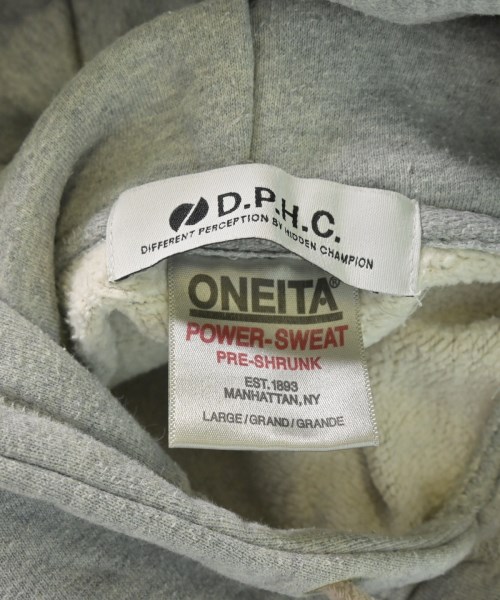 D.P.H.C.
DIFFERENT PERCEPTION BY HIDDEN CHAMPION
ONEITA®
POWER-SWEAT
PRE-SHRUNK
EST. 1893
MANHATTAN, NY
LARGE/GRAND/GRANDE